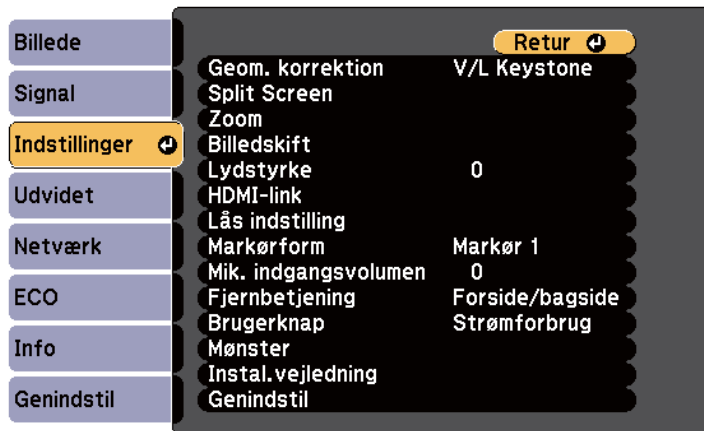 Billede
Signal
Indstillinger
Udvidet
Netværk
ECO
Info
Genindstil
Retur
Geom. korrektion V/L Keystone
Split Screen
Zoom
Billedskift
Lydstyrke 0
HDMI-link
Lås indstilling
Markørform Markør 1
Mik. indgangsvolumen 0
Fjernbetjening Forside/bagside
Brugerknap Strømforbrug
Mønster
Instal.vejledning
Genindstil